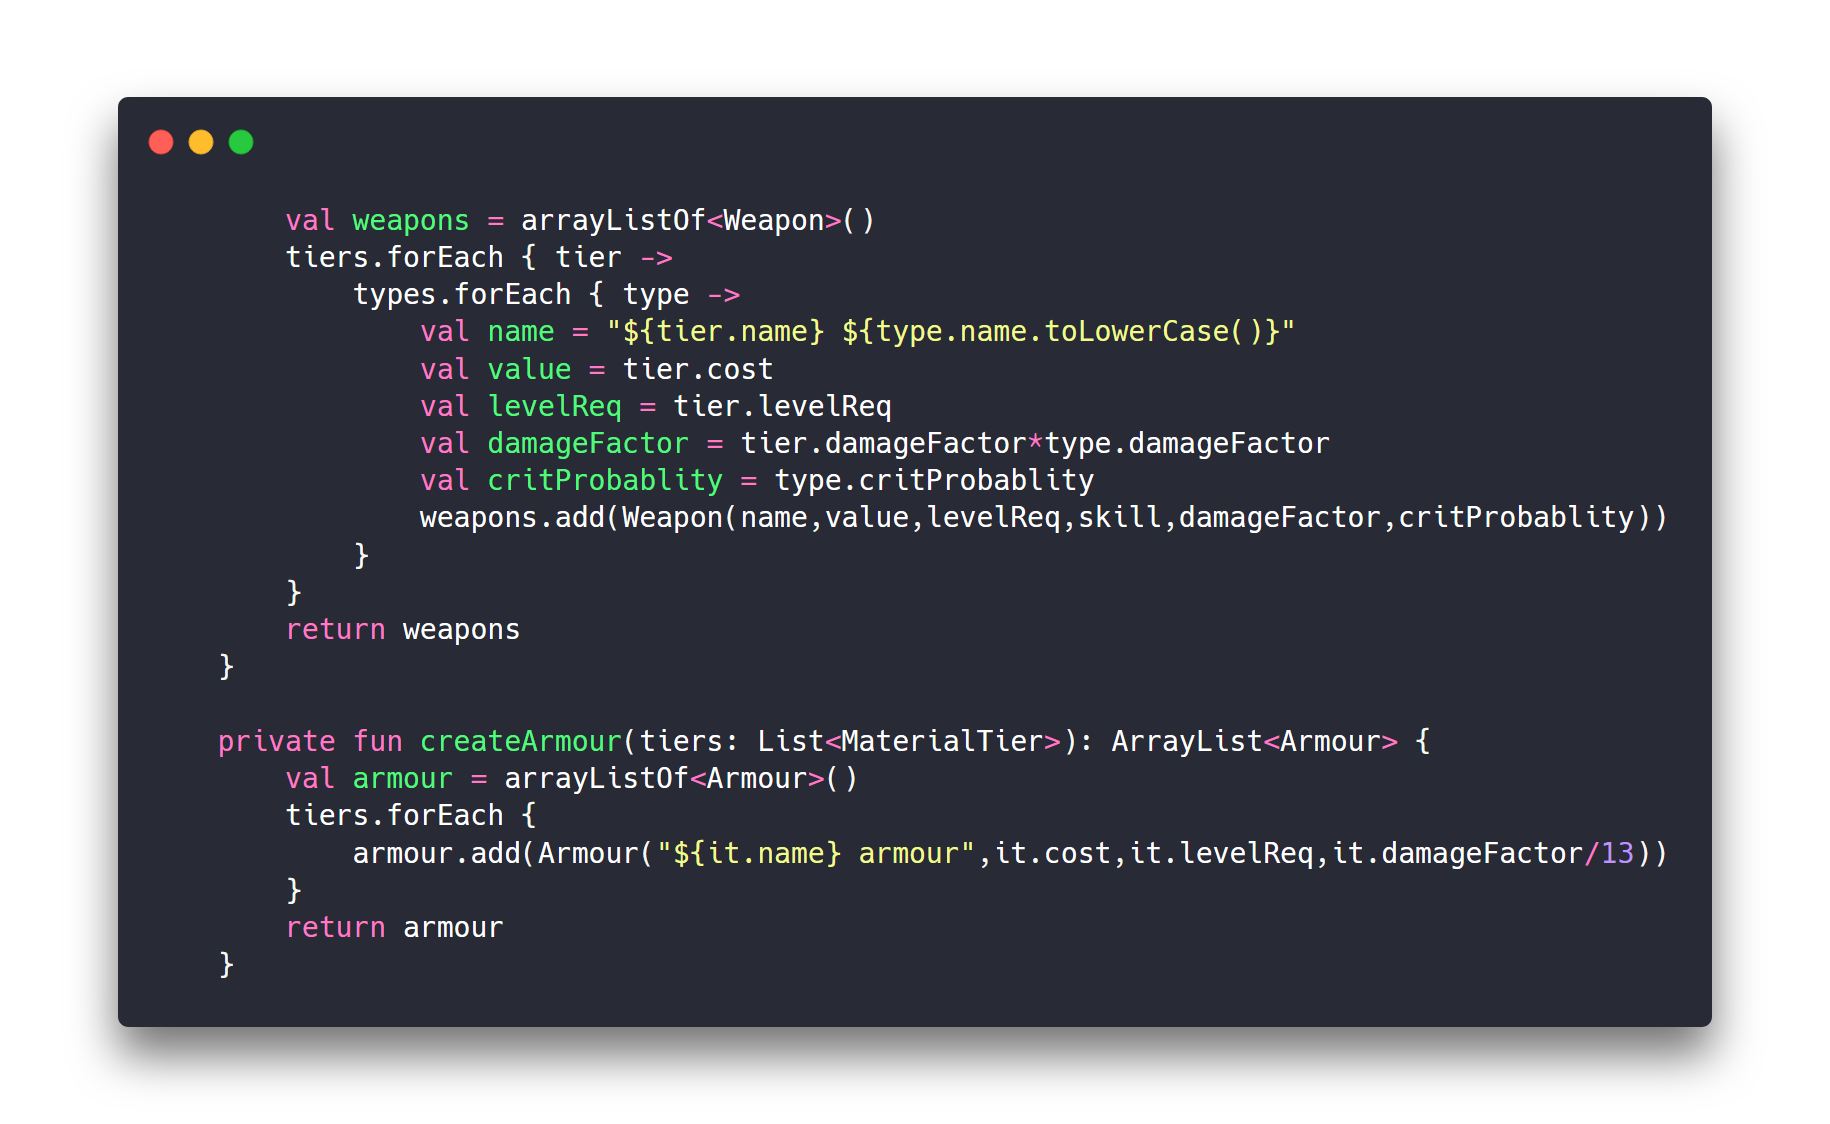 val weapons = arrayListOf<Weapon>()
tiers.forEach { tier ->
types.forEach { type ->
val name = "${tier.name} ${type.name.toLowerCase()}"
val value = tier.cost
val levelReq = tier.levelReq
val damageFactor = tier.damageFactor*type.damageFactor
val critProbablity = type.critProbablity
weapons.add(Weapon(name,value,levelReq,skill,damageFactor,critProbablity))
}
}
return weapons
}
private fun createArmour(tiers: List<MaterialTier>): ArrayList<Armour> {
val armour = arrayListOf<Armour>()
tiers.forEach {
armour.add(Armour("${it.name} armour",it.cost,it.levelReq,it.damageFactor/13))
}
return armour
}